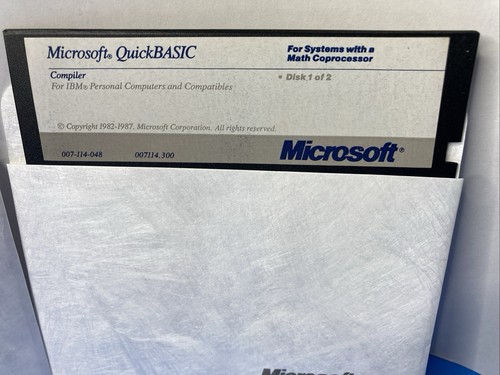 Microsoft® QuickBASIC
Compiler
For IBM® Personal Computers and Compatibles
For Systems with a
Math Coprocessor
▪ Disk 1 of 2
© Copyright 1982-1987. Microsoft Corporation. All rights reserved.
007-114-048 007114.300
Microsoft®
Microsoft